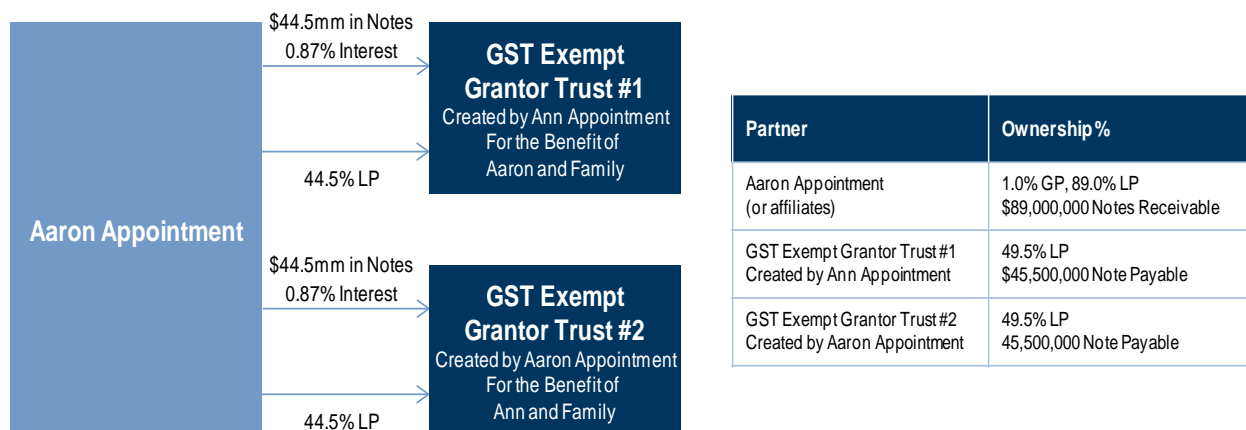 $44.5mm in Notes
0.87% Interest
GST Exempt
Grantor Trust #1
Created by Ann Appointment
For the Benefit of
Aaron and Family
44.5% LP
Aaron Appointment
$44.5mm in Notes
0.87% Interest
GST Exempt
Grantor Trust #2
Created by Aaron Appointment
For the Benefit of
Ann and Family
44.5% LP
Partner
Ownership %
Aaron Appointment
(or affiliates)
1.0% GP, 89.0% LP
$89,000,000 Notes Receivable
GST Exempt Grantor Trust #1
Created by Ann Appointment
49.5% LP
$45,500,000 Note Payable
GST Exempt Grantor Trust #2
Created by Aaron Appointment
49.5% LP
45,500,000 Note Payable